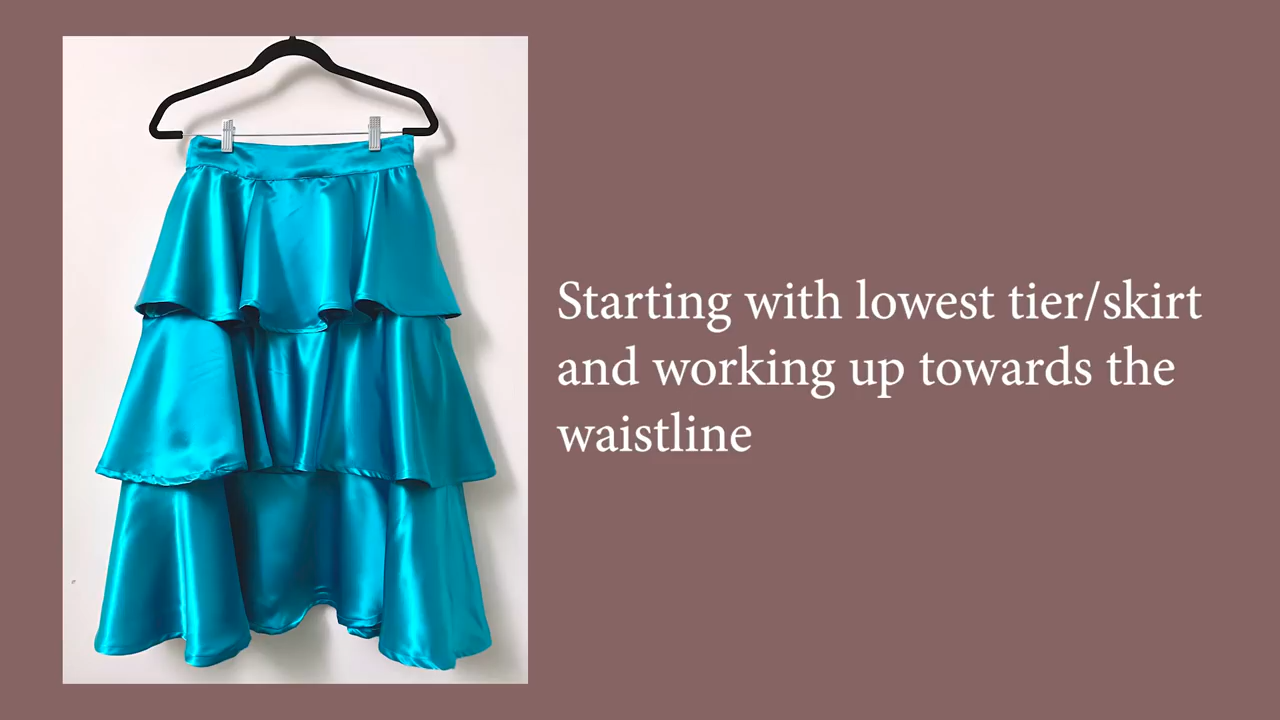 Starting with lowest tier/skirt
and working up towards the
waistline